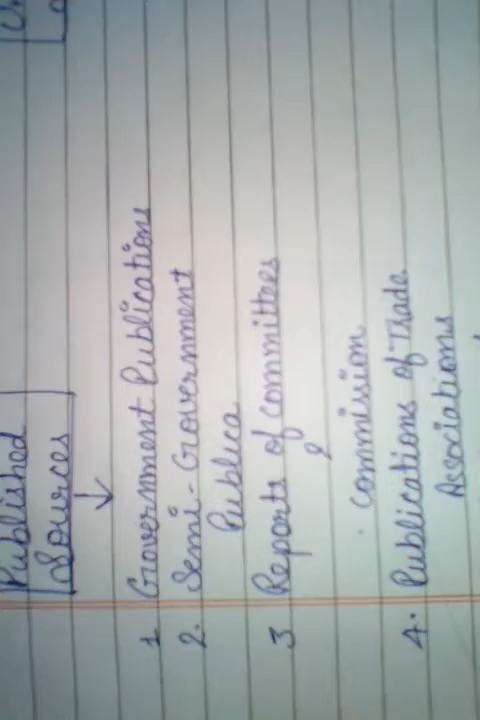 Published
Sources
↓
1 Government Publications
2. Semi-Government
Publica
3 Reports of committees
&
commission
4. Publications of Trade
Associations